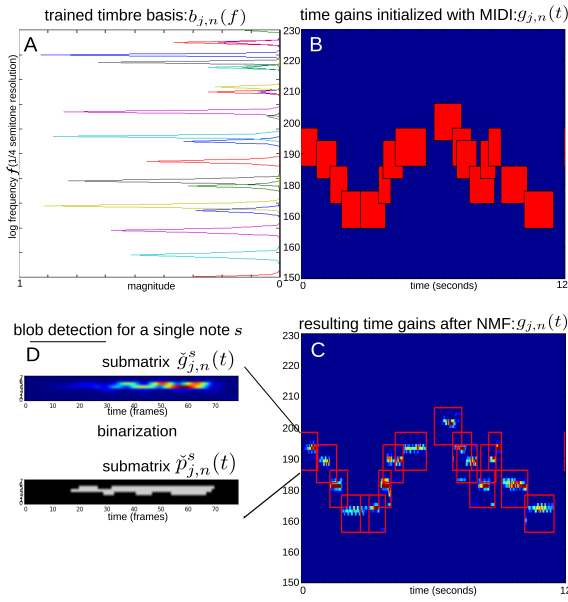 trained timbre basis: b_{j,n}(f)
A
log frequency f (1/4 semitone resolution)
1
magnitude
0
time gains initialized with MIDI: g_{j,n}(t)
B
230
220
210
200
190
180
170
160
150
0
time (seconds)
12
blob detection for a single note s
D
submatrix ğ^s_{j,n}(t)
0 10 20 30 40 50 60 70
time (frames)
binarization
submatrix p̌^s_{j,n}(t)
0 10 20 30 40 50 60 70
time (frames)
resulting time gains after NMF: g_{j,n}(t)
C
230
220
210
200
190
180
160
150
0
time (seconds)
12